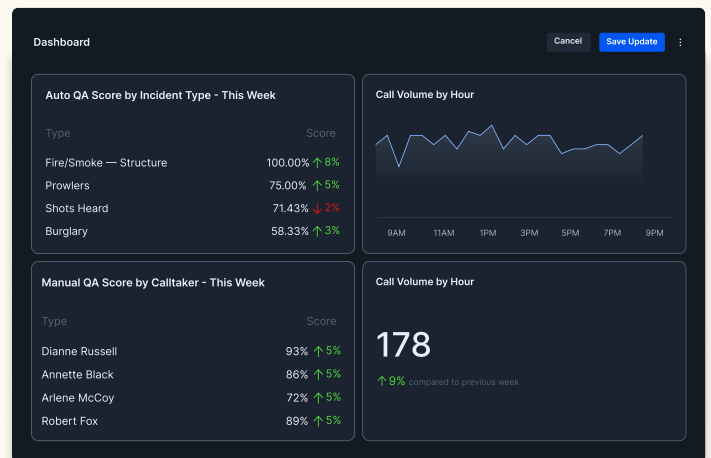 Dashboard
Cancel
Save Update
Auto QA Score by Incident Type - This Week
Type Score
Fire/Smoke — Structure 100.00% ↑ 8%
Prowlers 75.00% ↑ 5%
Shots Heard 71.43% ↓ 2%
Burglary 58.33% ↑ 3%
Call Volume by Hour
9AM 11AM 1PM 3PM 5PM 7PM 9PM
Manual QA Score by Calltaker - This Week
Type Score
Dianne Russell 93% ↑ 5%
Annette Black 86% ↑ 5%
Arlene McCoy 72% ↑ 5%
Robert Fox 89% ↑ 5%
Call Volume by Hour
178
↑ 9% compared to previous week